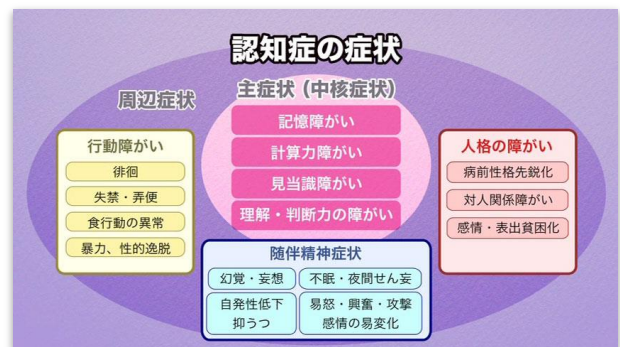 認知症の症状
主症状（中核症状）
周辺症状
記憶障がい
計算力障がい
見当識障がい
理解・判断力の障がい
行動障がい
徘徊
失禁・弄便
食行動の異常
暴力、性的逸脱
人格の障がい
病前性格先鋭化
対人関係障がい
感情・表出貧困化
随伴精神症状
幻覚・妄想
不眠・夜間せん妄
自発性低下
抑うつ
易怒・興奮・攻撃
感情の易変化